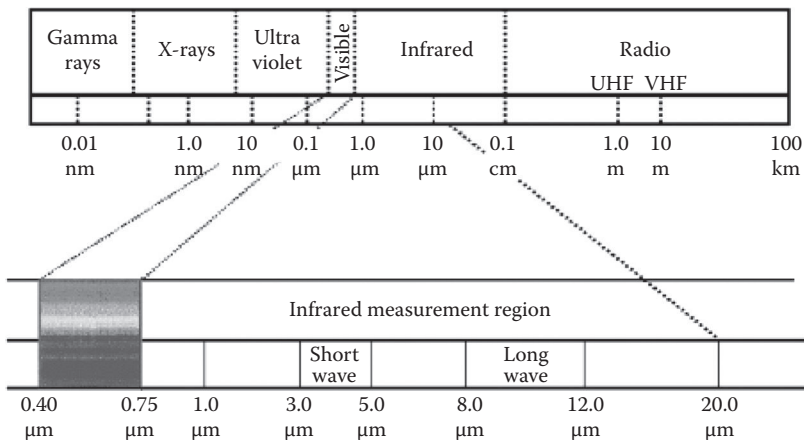 Gamma rays X-rays Ultra violet Visible Infrared Radio
UHF VHF
0.01 nm 1.0 nm 10 nm 0.1 μm 1.0 μm 10 μm 0.1 cm 1.0 m 10 m 100 km
Infrared measurement region
Short wave Long wave
0.40 μm 0.75 μm 1.0 μm 3.0 μm 5.0 μm 8.0 μm 12.0 μm 20.0 μm